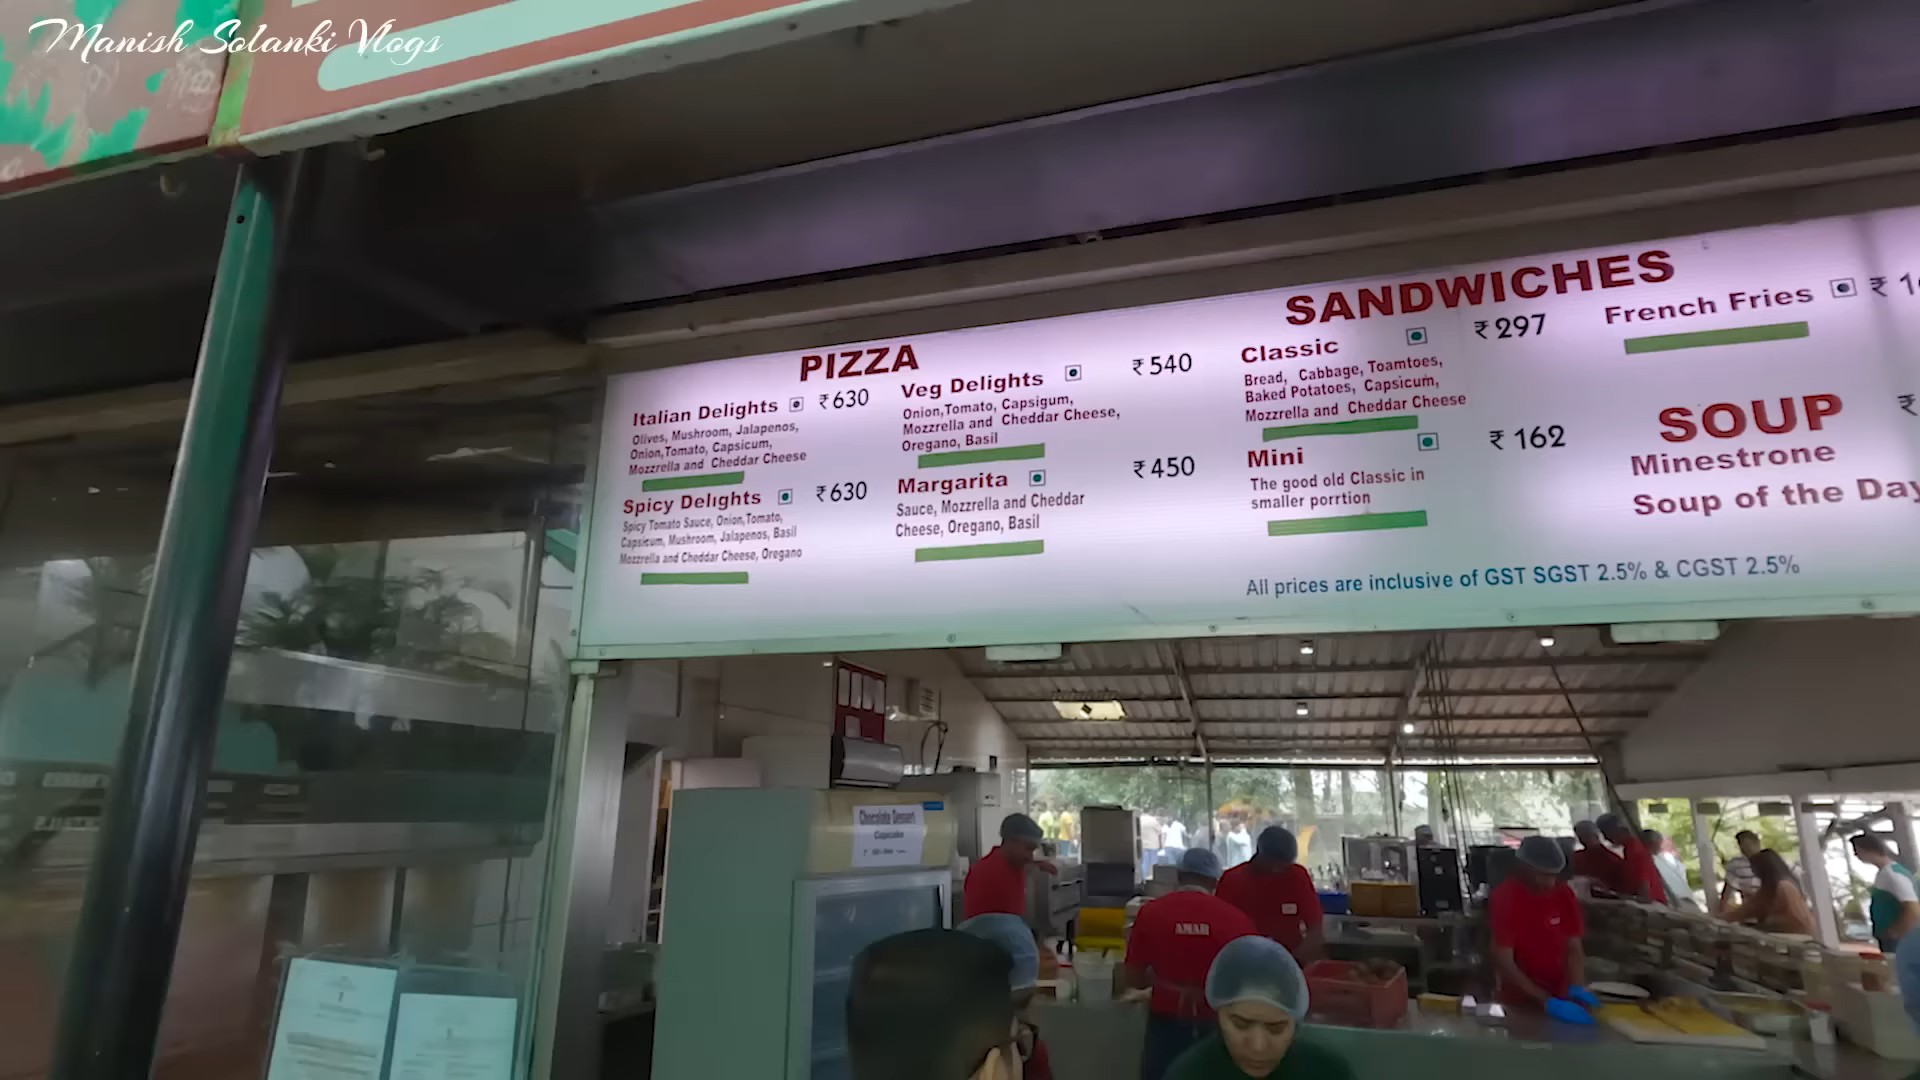 Manish Solanki Vlogs
PIZZA
Italian Delights ₹630
Olives, Mushroom, Jalapenos,
Onion,Tomato, Capsicum,
Mozzrella and Cheddar Cheese
Spicy Delights ₹630
Spicy Tomato Sauce, Onion,Tomato,
Capsicum, Mushroom, Jalapenos, Basil
Mozzrella and Cheddar Cheese, Oregano
Veg Delights ₹540
Onion,Tomato, Capsigum,
Mozzrella and Cheddar Cheese,
Oregano, Basil
Margarita ₹450
Sauce, Mozzrella and Cheddar
Cheese, Oregano, Basil
SANDWICHES
Classic ₹297
Bread, Cabbage, Toamtoes,
Baked Potatoes, Capsicum,
Mozzrella and Cheddar Cheese
Mini ₹162
The good old Classic in
smaller porrtion
French Fries ₹
SOUP ₹
Minestrone
Soup of the Day
All prices are inclusive of GST SGST 2.5% & CGST 2.5%
Chocolate Dessert
Cupcake
AMAR